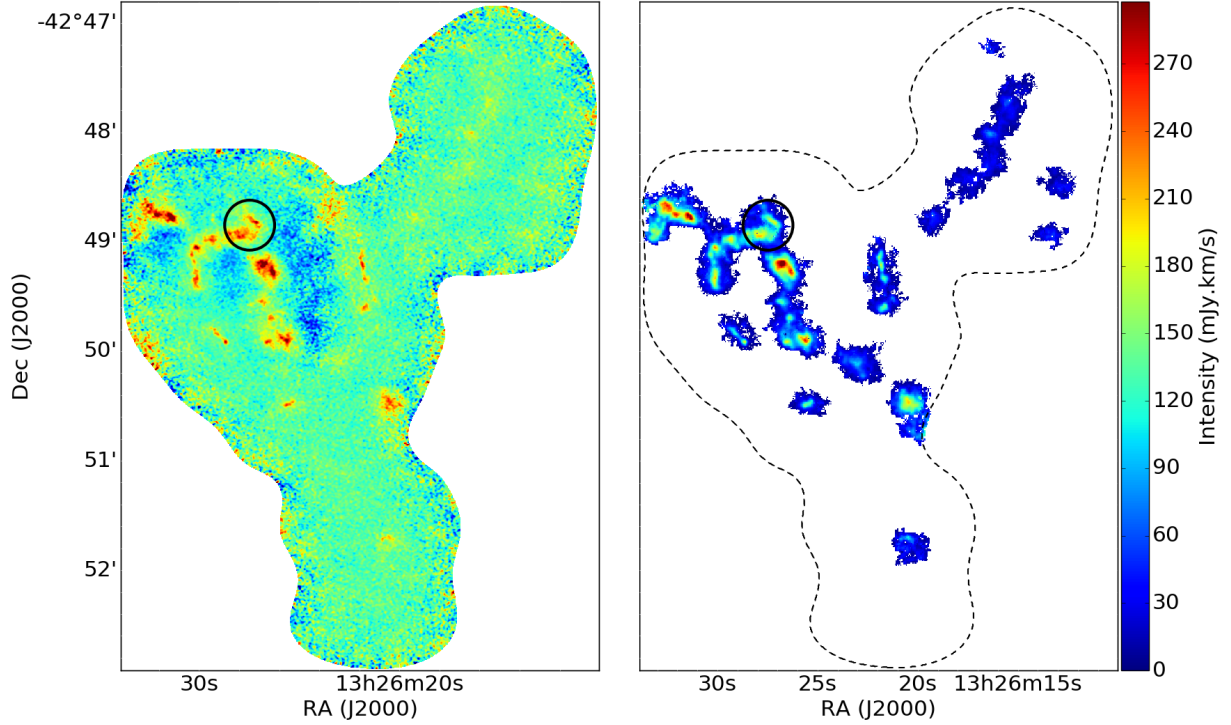 -42°47'
48'
49'
50'
51'
52'
Dec (J2000)
30s
13h26m20s
RA (J2000)
30s
25s
20s
13h26m15s
RA (J2000)
270
240
210
180
150
120
90
60
30
0
Intensity (mJy.km/s)